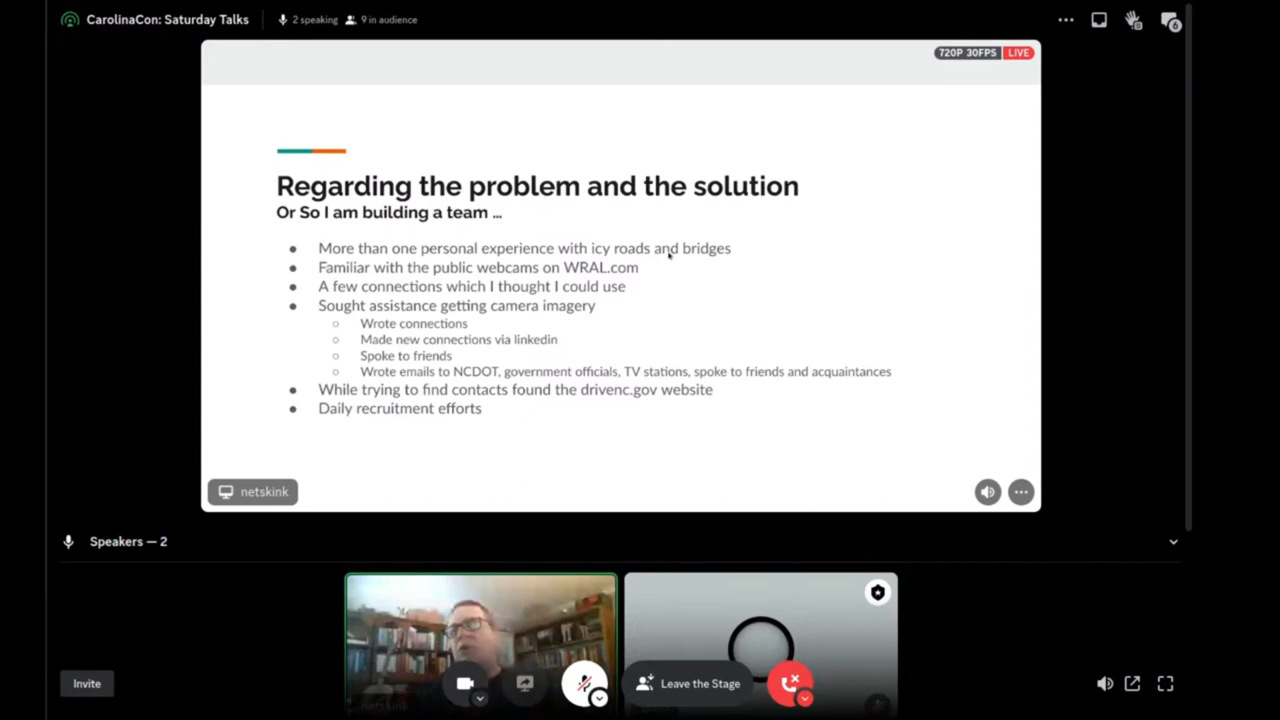 CarolinaCon: Saturday Talks
2 speaking
9 in audience
6
720P 30FPS
LIVE
Regarding the problem and the solution
Or So I am building a team ...
● More than one personal experience with icy roads and bridges
● Familiar with the public webcams on WRAL.com
● A few connections which I thought I could use
● Sought assistance getting camera imagery
○ Wrote connections
○ Made new connections via linkedin
○ Spoke to friends
○ Wrote emails to NCDOT, government officials, TV stations, spoke to friends and acquaintances
● While trying to find contacts found the drivenc.gov website
● Daily recruitment efforts
netskink
Speakers — 2
Invite
Leave the Stage
netskink